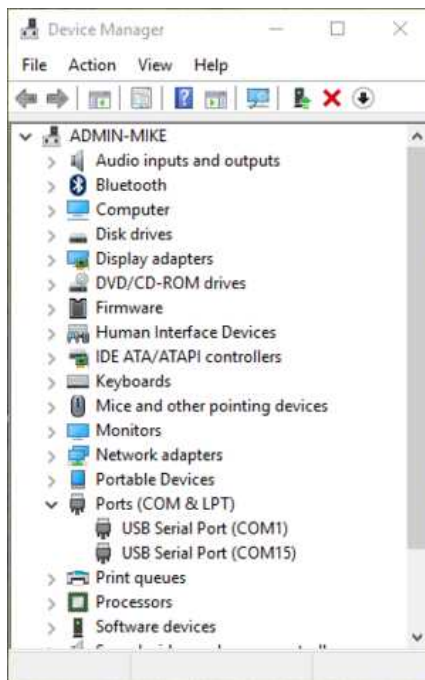 Device Manager
File Action View Help
ADMIN-MIKE
Audio inputs and outputs
Bluetooth
Computer
Disk drives
Display adapters
DVD/CD-ROM drives
Firmware
Human Interface Devices
IDE ATA/ATAPI controllers
Keyboards
Mice and other pointing devices
Monitors
Network adapters
Portable Devices
Ports (COM & LPT)
USB Serial Port (COM1)
USB Serial Port (COM15)
Print queues
Processors
Software devices